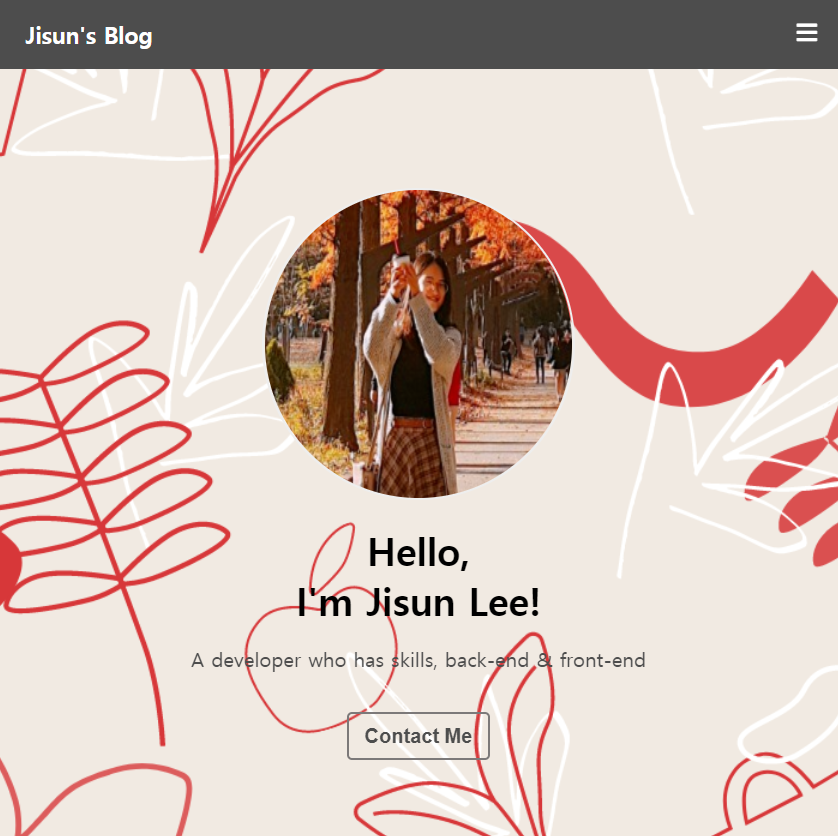 Jisun's Blog
Hello,
I'm Jisun Lee!
A developer who has skills, back-end & front-end
Contact Me